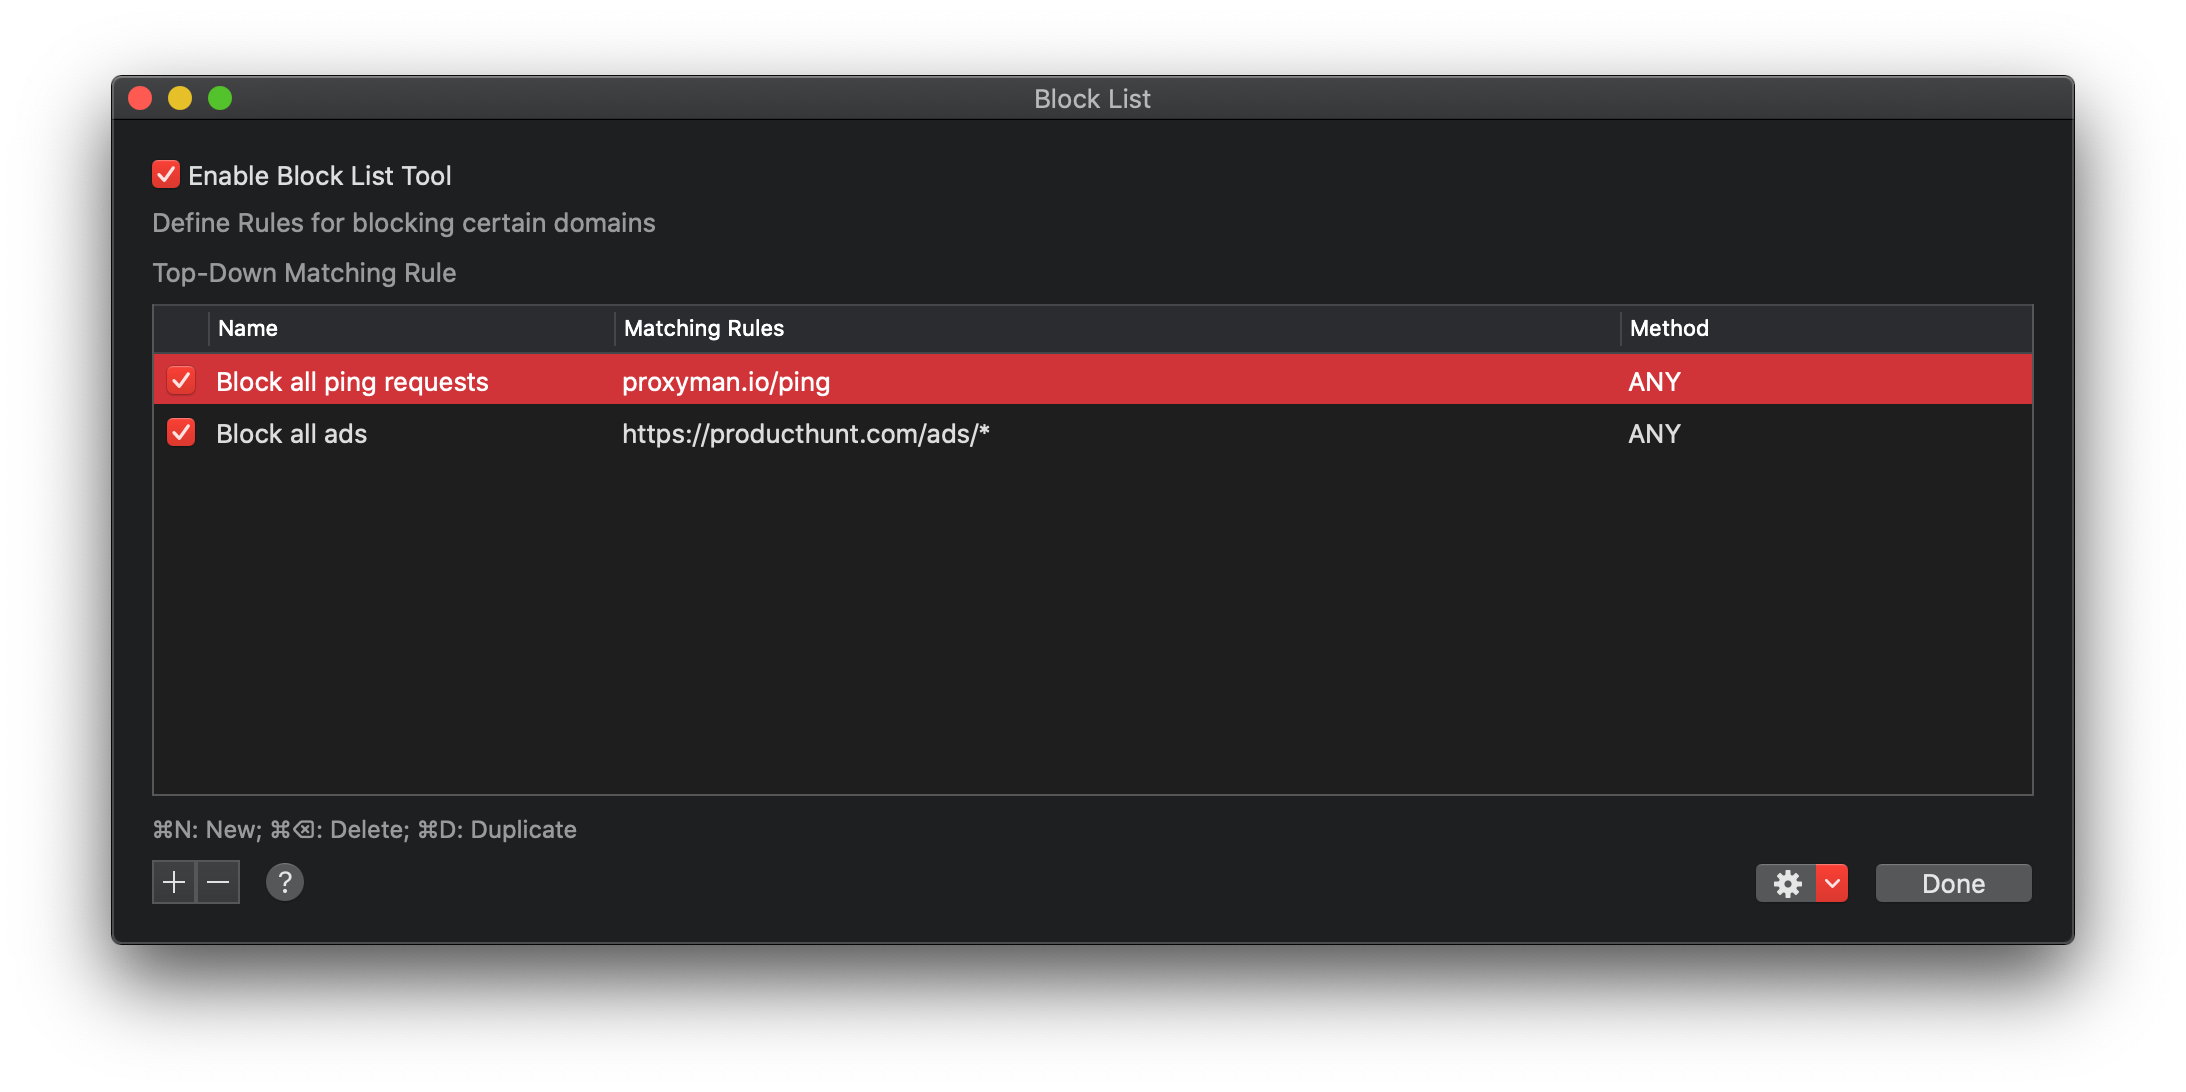 Block List
Enable Block List Tool
Define Rules for blocking certain domains
Top-Down Matching Rule
Name Matching Rules Method
Block all ping requests proxyman.io/ping ANY
Block all ads https://producthunt.com/ads/* ANY
⌘N: New; ⌘⌫: Delete; ⌘D: Duplicate
+ − ? Done